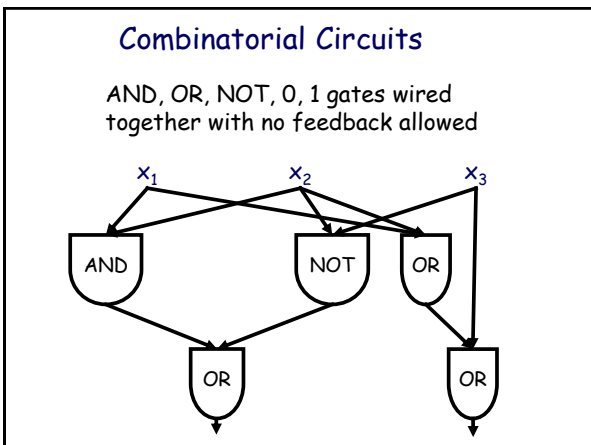 Combinatorial Circuits
AND, OR, NOT, 0, 1 gates wired
together with no feedback allowed
x₁ x₂ x₃
AND NOT OR
OR OR